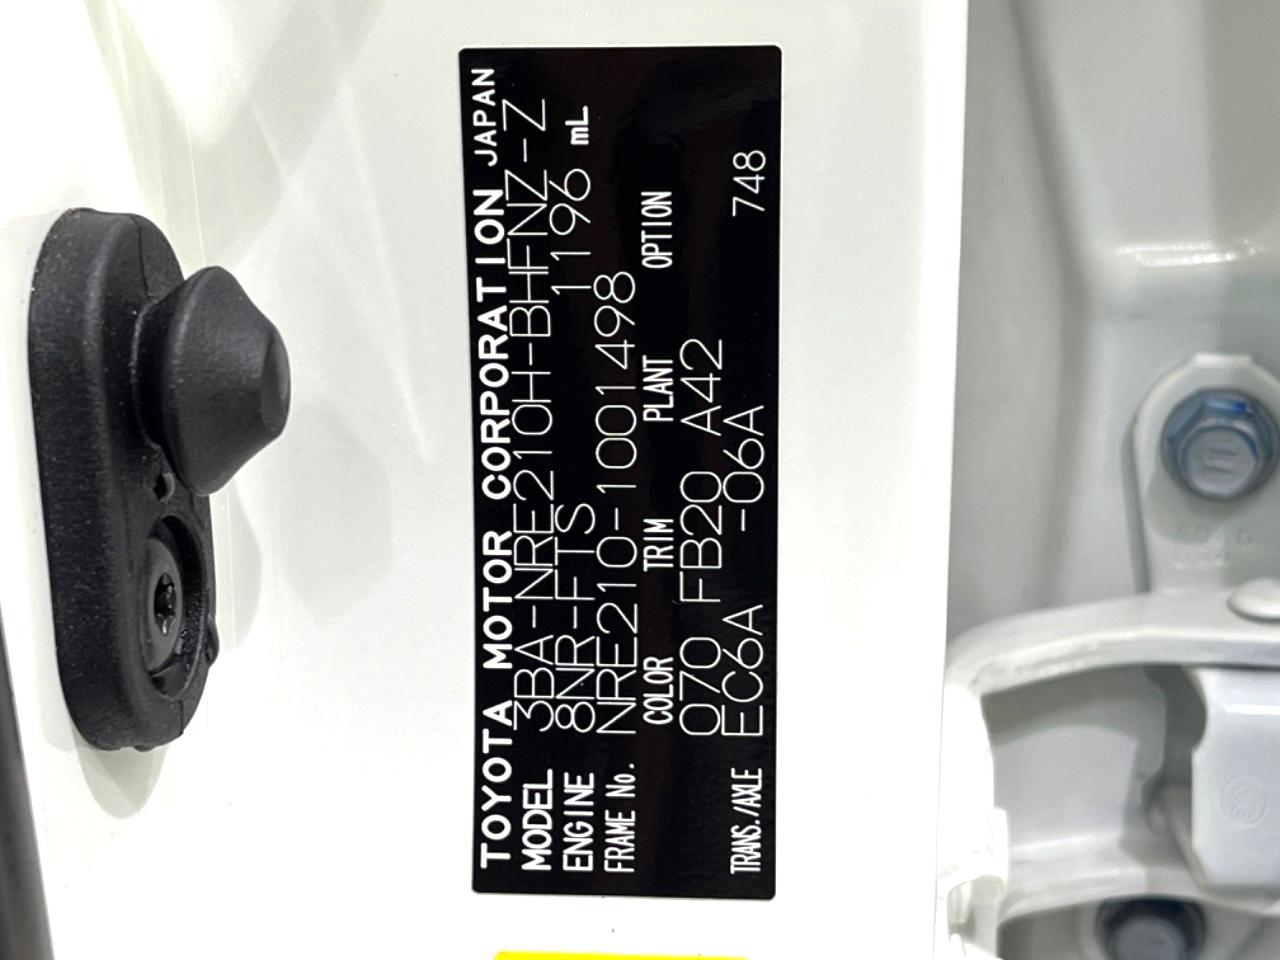 TOYOTA MOTOR CORPORATION JAPAN
MODEL 3BA-NRE210H-BHFNZ-Z
ENGINE 8NR-FTS 1196 mL
FRAME No. NRE210-1001498
COLOR TRIM PLANT OPTION
070 FB20 A42
TRANS./AXLE EC6A -06A 748